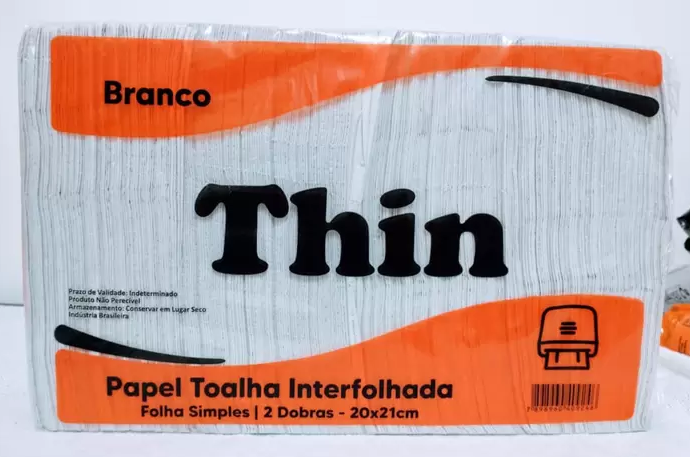 Branco
Thin
Prazo de Validade: Indeterminado
Produto Não Perecível
Armazenamento: Conservar em Lugar Seco
Indústria Brasileira
Papel Toalha Interfolhada
Folha Simples | 2 Dobras - 20x21cm